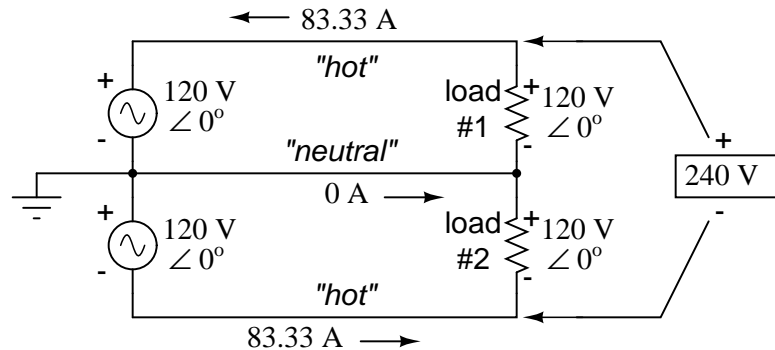 83.33 A
"hot"
+
120 V
∠ 0°
-
load
#1
+
120 V
∠ 0°
-
"neutral"
0 A
+
240 V
-
+
120 V
∠ 0°
-
load
#2
+
120 V
∠ 0°
-
"hot"
83.33 A